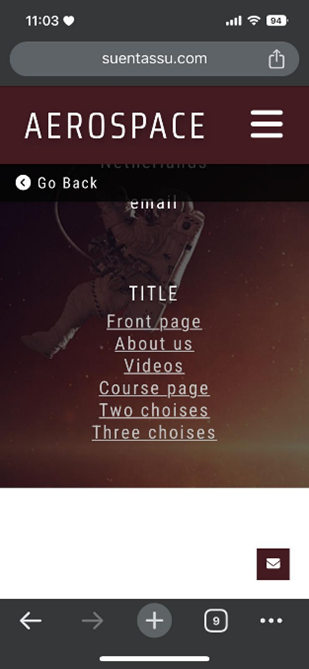 11:03
94
suentassu.com
AEROSPACE
Netherlands
Go Back
email
TITLE
Front page
About us
Videos
Course page
Two choises
Three choises
9